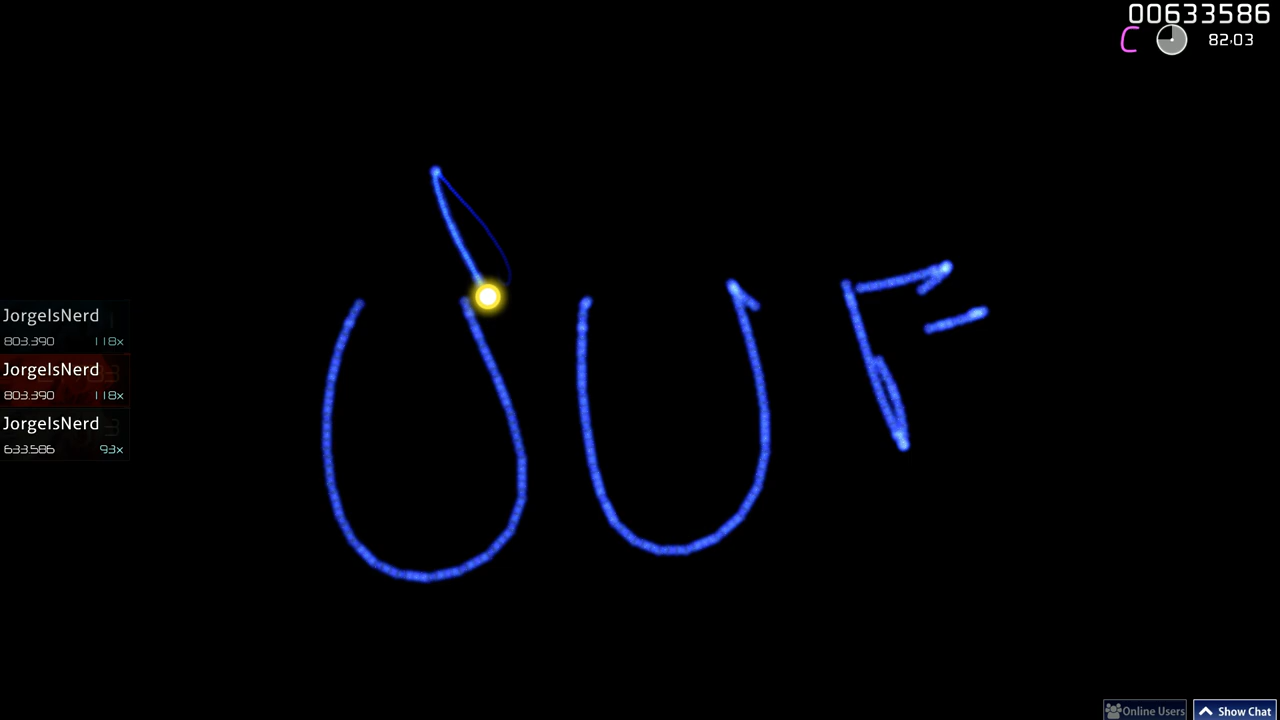 00633586
C 82.03
UUF
JorgeIsNerd
803.390 118x
JorgeIsNerd
803.390 118x
JorgeIsNerd
633.586 93x
Online Users
Show Chat